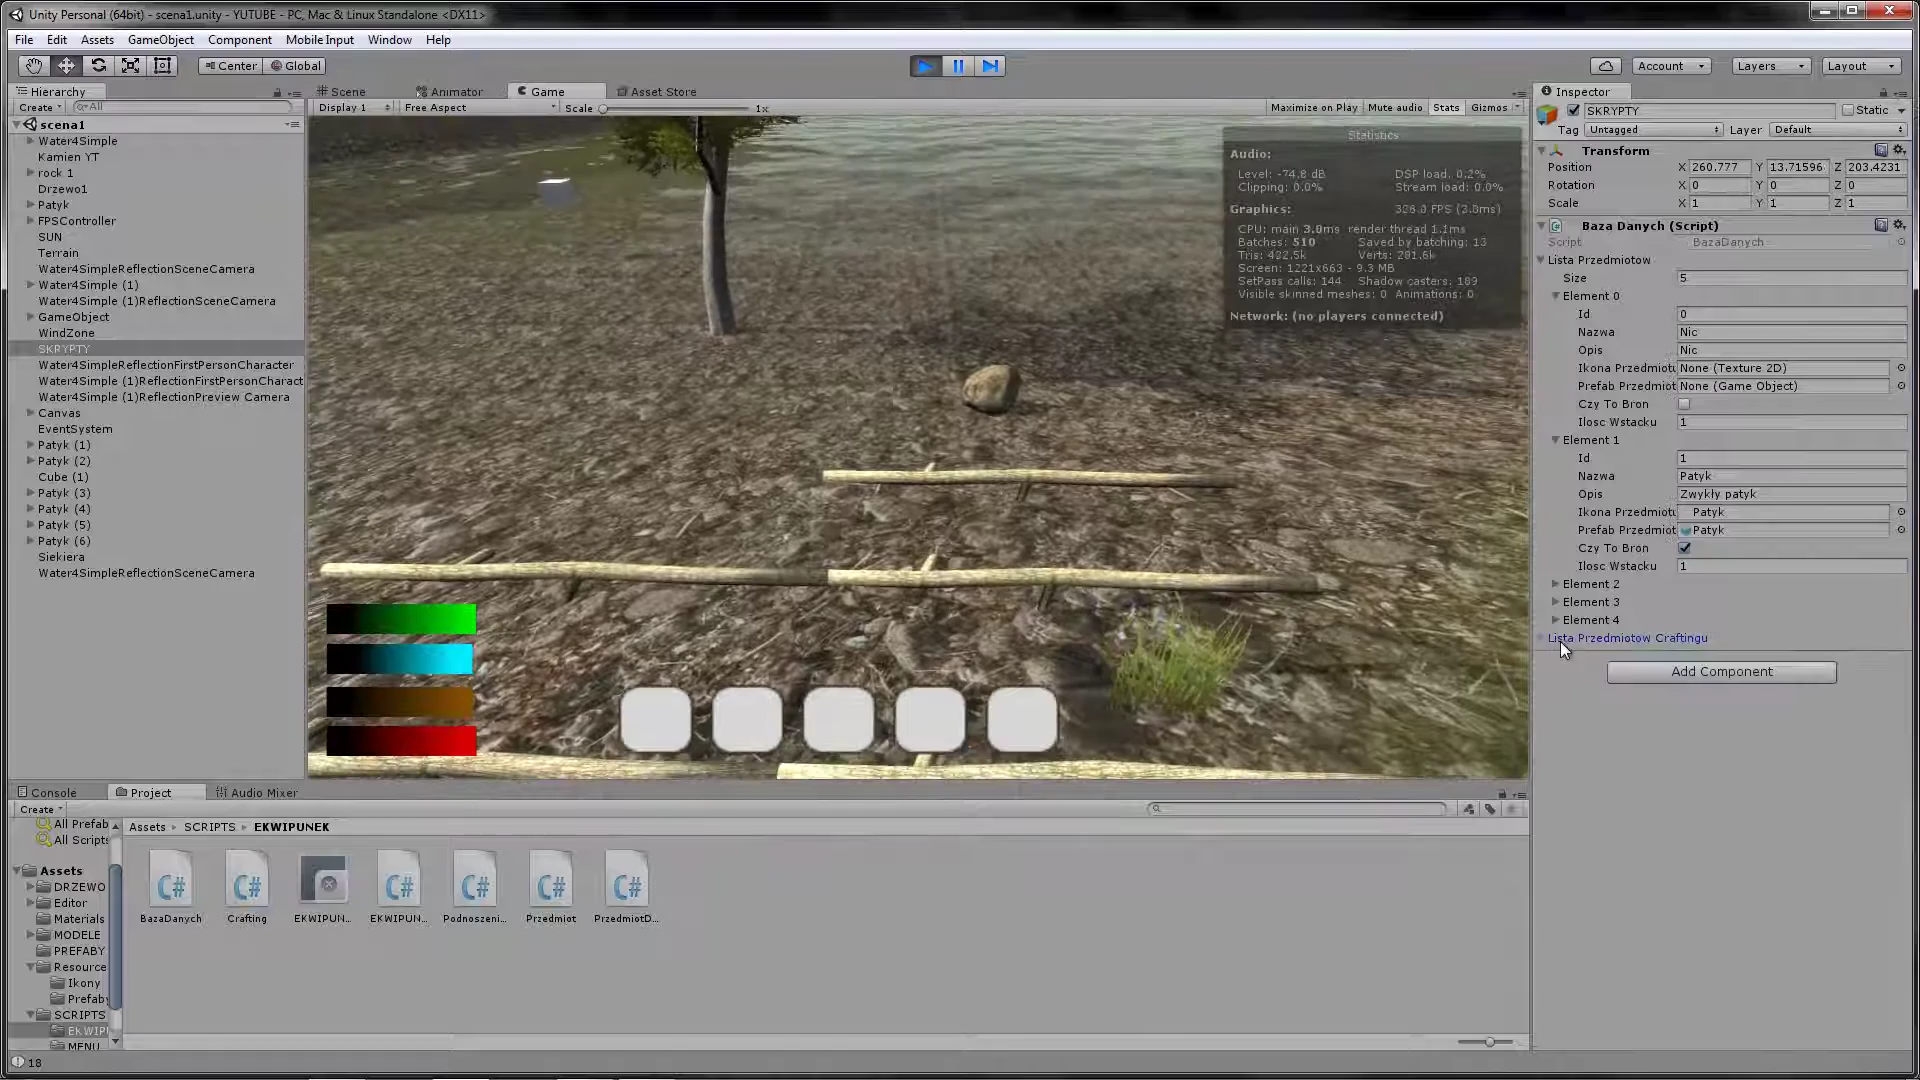 Unity Personal (64bit) - scena1.unity - YUTUBE - PC, Mac & Linux Standalone <DX11>
File Edit Assets GameObject Component Mobile Input Window Help
Center Global Account Layers Layout
Hierarchy
Create All
scena1
Water4Simple
Kamien YT
rock 1
Drzewo1
Patyk
FPSController
SUN
Terrain
Water4SimpleReflectionSceneCamera
Water4Simple (1)
Water4Simple (1)ReflectionSceneCamera
GameObject
WindZone
SKRYPTY
Water4SimpleReflectionFirstPersonCharacter
Water4Simple (1)ReflectionFirstPersonCharact
Water4Simple (1)ReflectionPreview Camera
Canvas
EventSystem
Patyk (1)
Patyk (2)
Cube (1)
Patyk (3)
Patyk (4)
Patyk (5)
Patyk (6)
Siekiera
Water4SimpleReflectionSceneCamera
Scene Animator Game Asset Store
Display 1 Free Aspect Scale 1x Maximize on Play Mute audio Stats Gizmos
Statistics
Audio:
Level: -74.8 dB DSP load: 0.2%
Clipping: 0.0% Stream load: 0.0%
Graphics: 326.0 FPS (3.0ms)
CPU: main 3.0ms render thread 1.1ms
Batches: 510 Saved by batching: 13
Screen: 1221x663 - 9.3 MB
SetPass calls: 144 Shadow casters: 189
Visible skinned meshes: 0 Animations: 0
Network: (no players connected)
Inspector
SKRYPTY Static
Tag Untagged Layer Default
Transform
Position X 260.777 Y 13.71596 Z 203.4231
Rotation X 0 Y 0 Z 0
Scale X 1 Y 1 Z 1
Baza Danych (Script)
Script BazaDanych
Lista Przedmiotow
Size 5
Element 0
Id 0
Nazwa Nic
Opis Nic
Ikona Przedmiotu None (Texture 2D)
Prefab Przedmiot None (Game Object)
Czy To Bron
Ilosc Wstacku 1
Element 1
Id 1
Nazwa Patyk
Opis Zwykły patyk
Ikona Przedmiotu Patyk
Prefab Przedmiot Patyk
Czy To Bron
Ilosc Wstacku 1
Element 2
Element 3
Element 4
Lista Przedmiotow Craftingu
Add Component
Console Project Audio Mixer
Create
All Prefab
All Scripts
Assets
DRZEWO
Editor
Materials
MODELE
PREFABY
Resource
Ikony
Prefaby
SCRIPTS
EKWIP
MENU
Assets SCRIPTS EKWIPUNEK
BazaDanych Crafting EKWIPUN... EKWIPUN... Podnoszeni... Przedmiot PrzedmiotD...
18